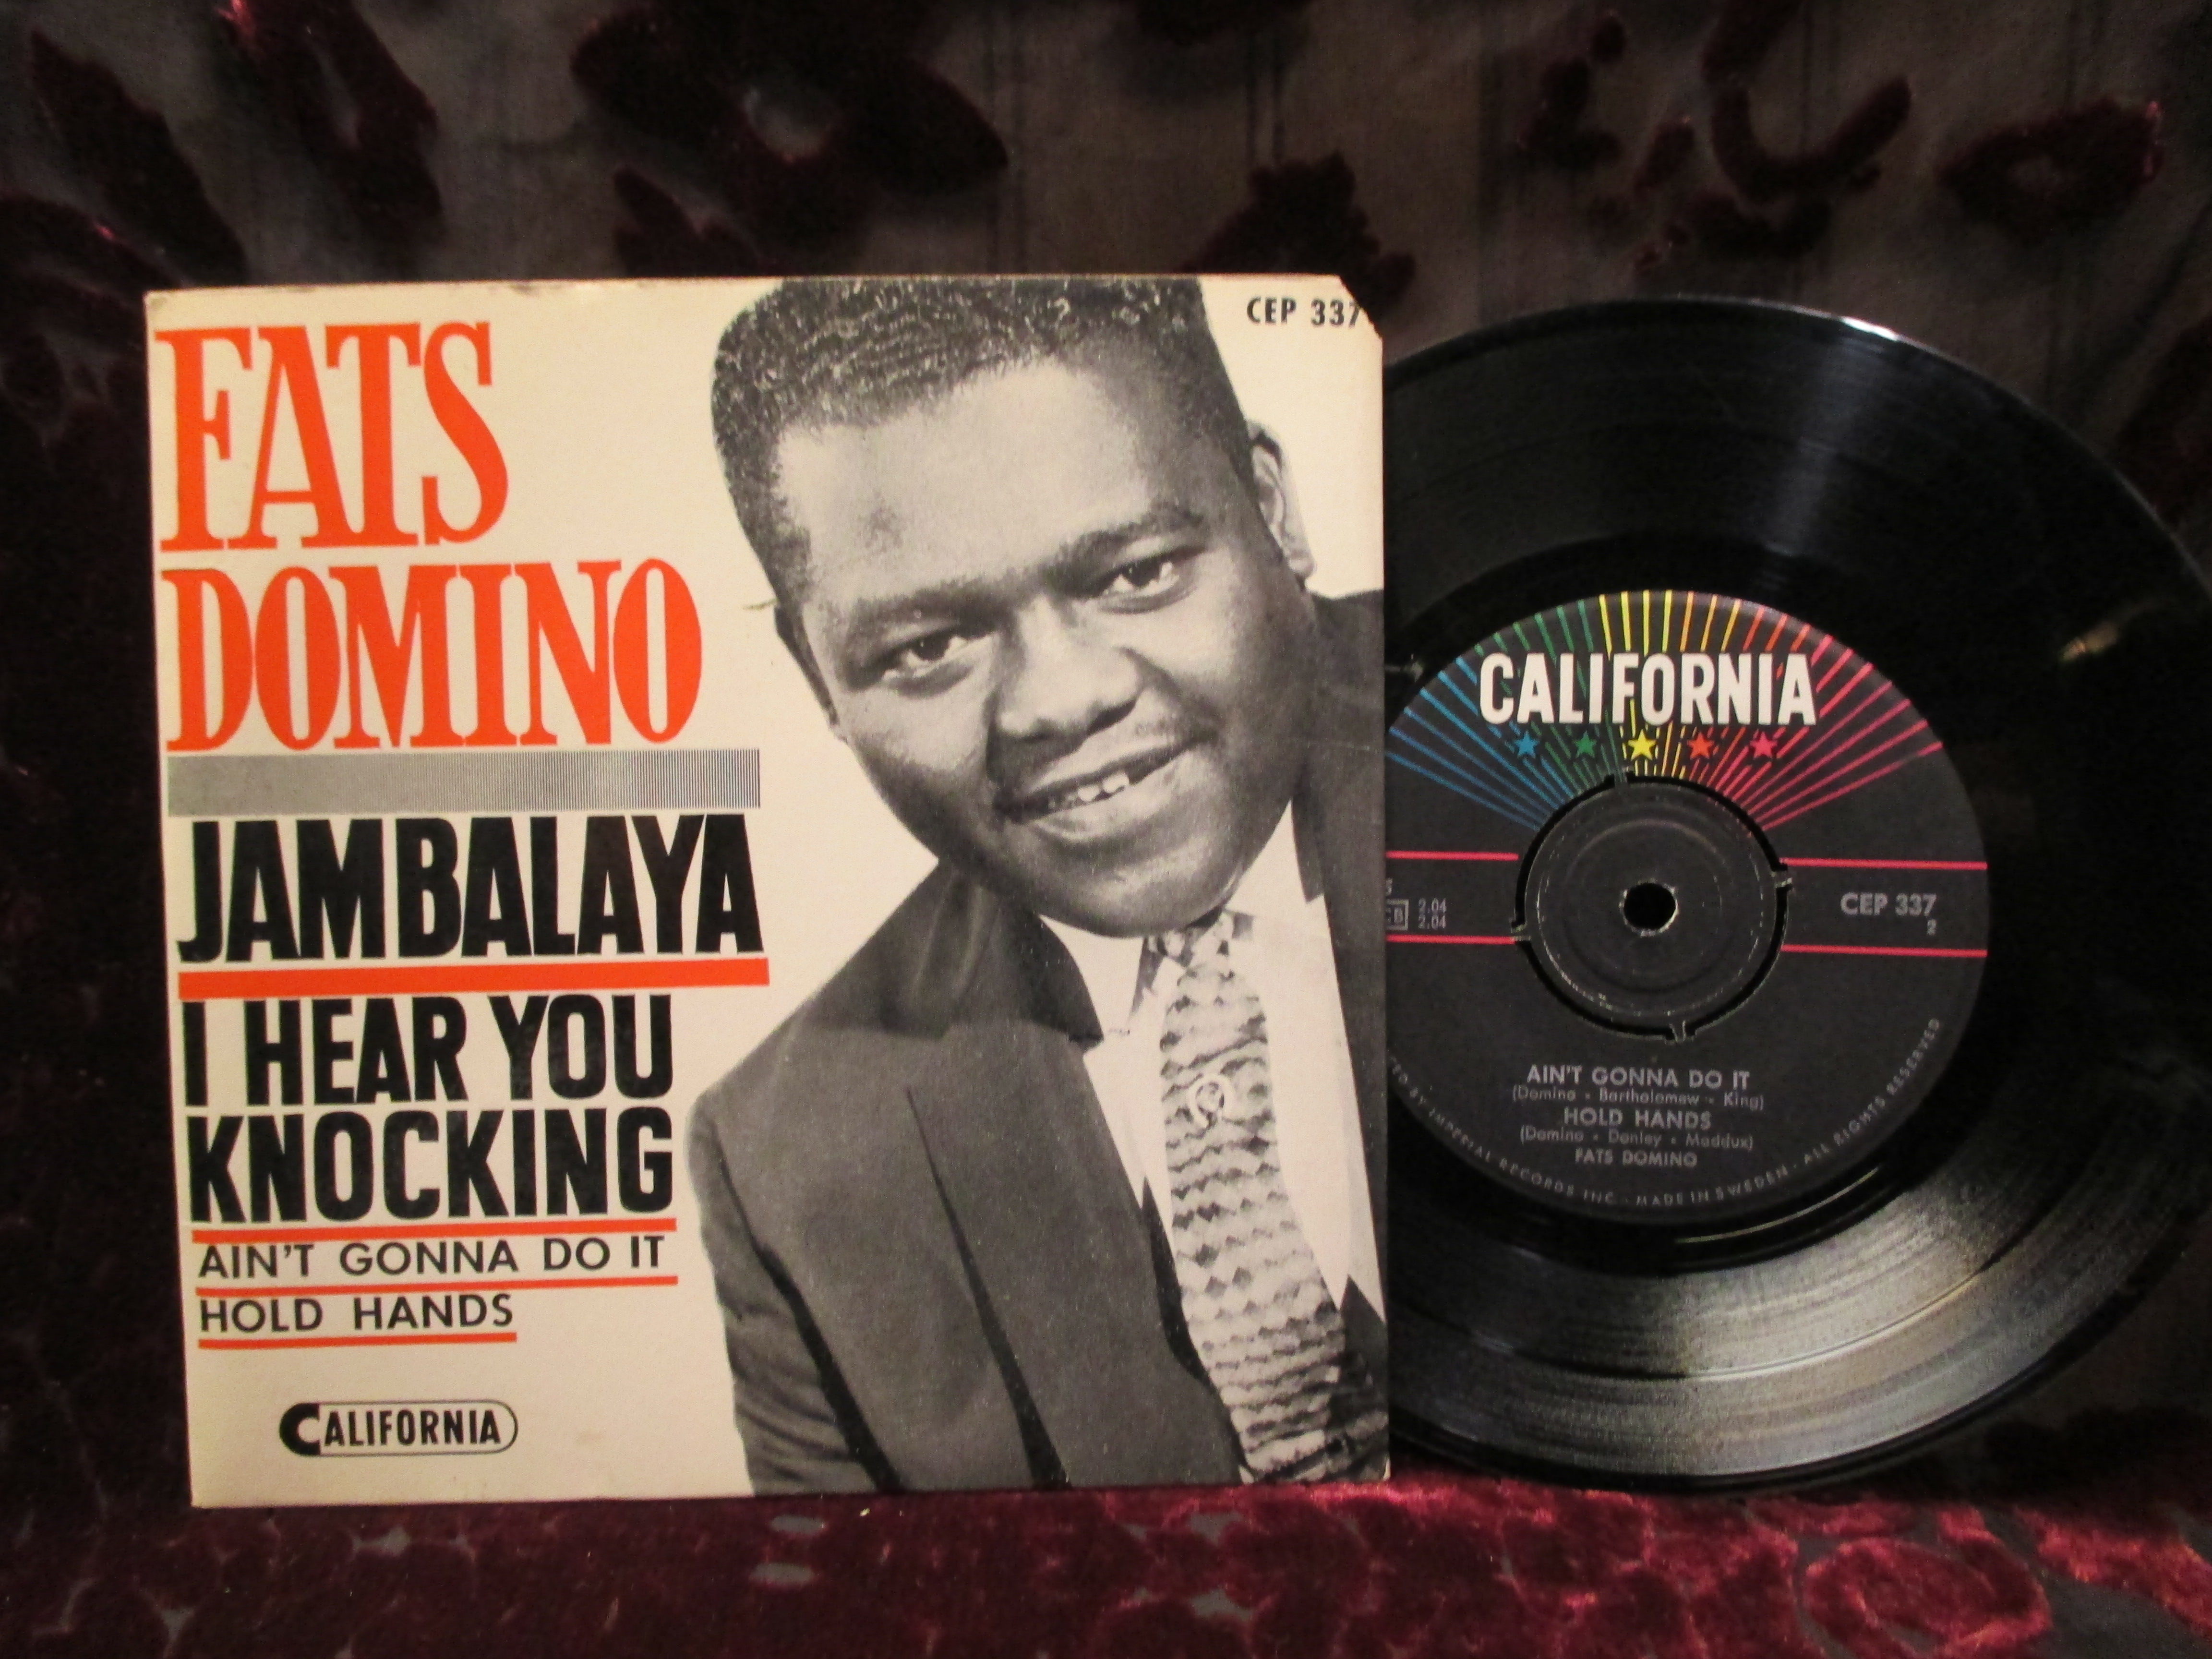 CEP 337
FATS
DOMINO
JAMBALAYA
I HEAR YOU
KNOCKING
AIN'T GONNA DO IT
HOLD HANDS
CALIFORNIA
CALIFORNIA
2.04
2.04
CEP 337
2
AIN'T GONNA DO IT
(Domino - Bartholomew - King)
HOLD HANDS
(Domino - Donley - Maddux)
FATS DOMINO
BY IMPERIAL RECORDS INC - MADE IN SWEDEN - ALL RIGHTS RESERVED